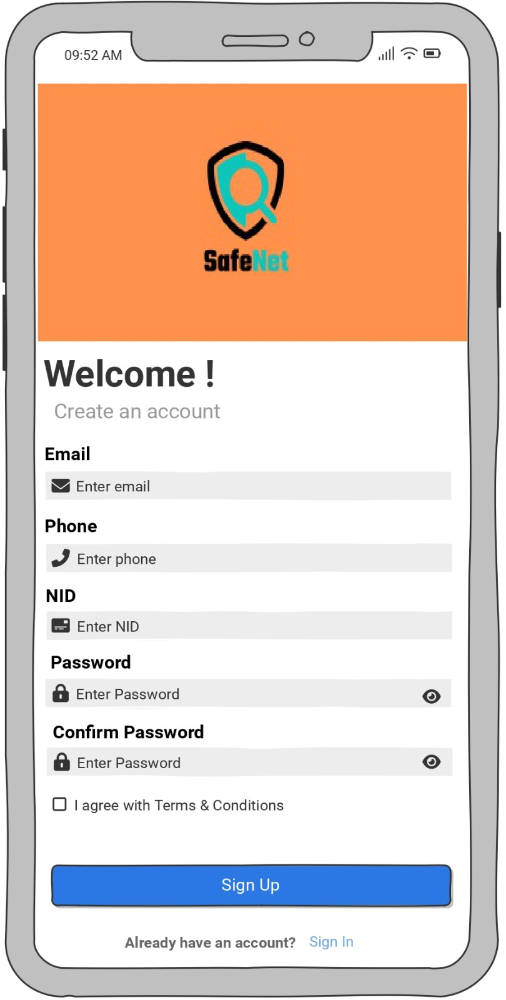 09:52 AM
SafeNet
Welcome !
Create an account
Email
Enter email
Phone
Enter phone
NID
Enter NID
Password
Enter Password
Confirm Password
Enter Password
I agree with Terms & Conditions
Sign Up
Already have an account? Sign In